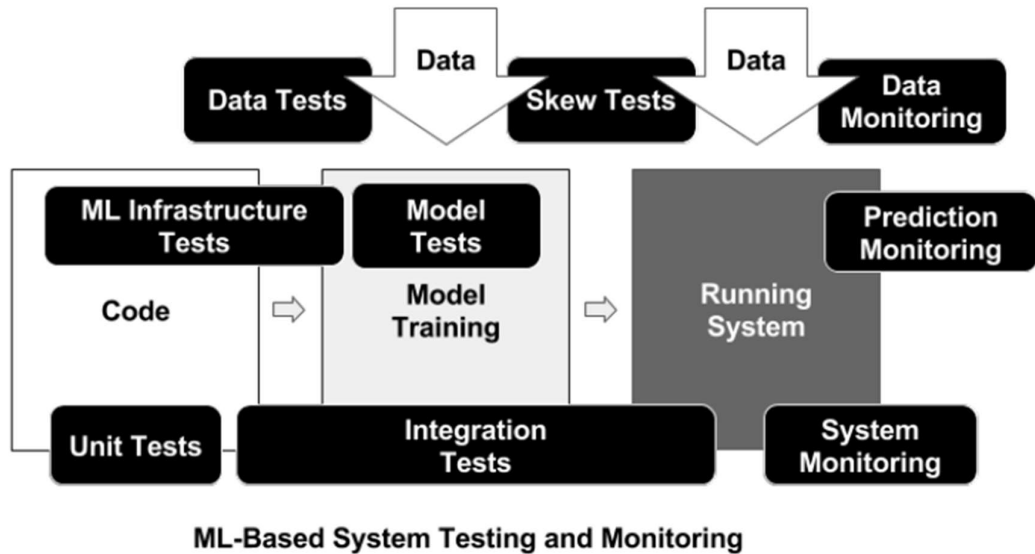 Data
Data
Data Tests
Skew Tests
Data
Monitoring
ML Infrastructure
Tests
Model
Tests
Prediction
Monitoring
Code
Model
Training
Running
System
Unit Tests
Integration
Tests
System
Monitoring
ML-Based System Testing and Monitoring